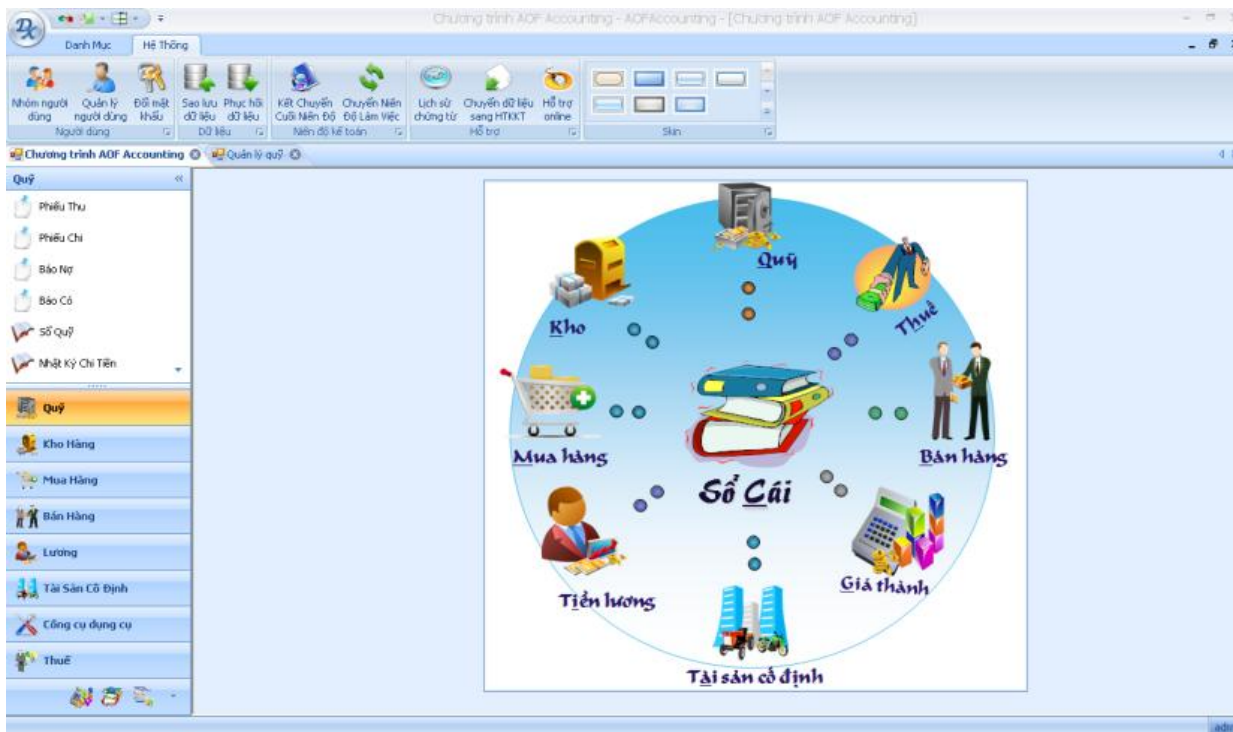 Chương trình AOF Accounting - AOFAccounting - [Chương trình AOF Accounting]
Danh Mục
Hệ Thống
Nhóm người dùng
Quản lý người dùng
Đổi mật khẩu
Sao lưu dữ liệu
Phục hồi dữ liệu
Kết Chuyển Cuối Niên Độ
Chuyển Niên Độ Làm Việc
Lịch sử chứng từ
Chuyển dữ liệu sang HTKKT
Hỗ trợ online
Người dùng
Dữ liệu
Niên độ kế toán
Hỗ trợ
Skin
Chương trình AOF Accounting
Quản lý quỹ
Quỹ
Phiếu Thu
Phiếu Chi
Báo Nợ
Báo Có
Sổ Quỹ
Nhật Ký Chi Tiền
Quỹ
Kho Hàng
Mua Hàng
Bán Hàng
Lương
Tài Sản Cố Định
Công cụ dụng cụ
Thuế
Quỹ
Thuế
Kho
Mua hàng
Bán hàng
Sổ Cái
Giá thành
Tiền lương
Tài sản cố định